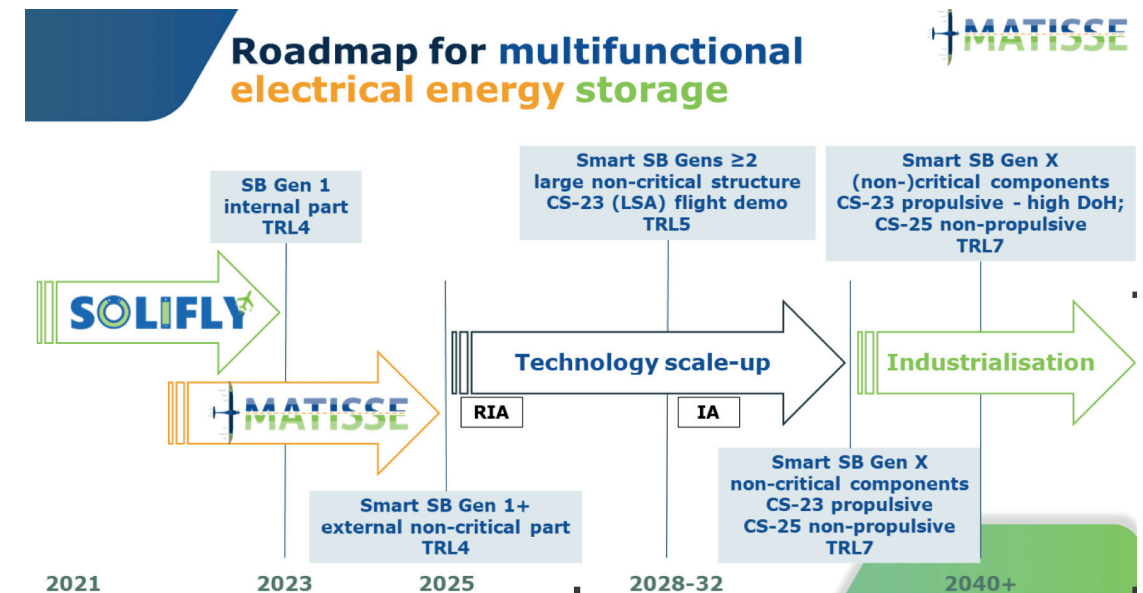 MATISSE
Roadmap for multifunctional
electrical energy storage
SB Gen 1
internal part
TRL4
Smart SB Gens ≥2
large non-critical structure
CS-23 (LSA) flight demo
TRL5
Smart SB Gen X
(non-)critical components
CS-23 propulsive - high DoH;
CS-25 non-propulsive
TRL7
SOLIFLY
Technology scale-up
Industrialisation
MATISSE
RIA
IA
Smart SB Gen 1+
external non-critical part
TRL4
Smart SB Gen X
non-critical components
CS-23 propulsive
CS-25 non-propulsive
TRL7
2021
2023
2025
2028-32
2040+